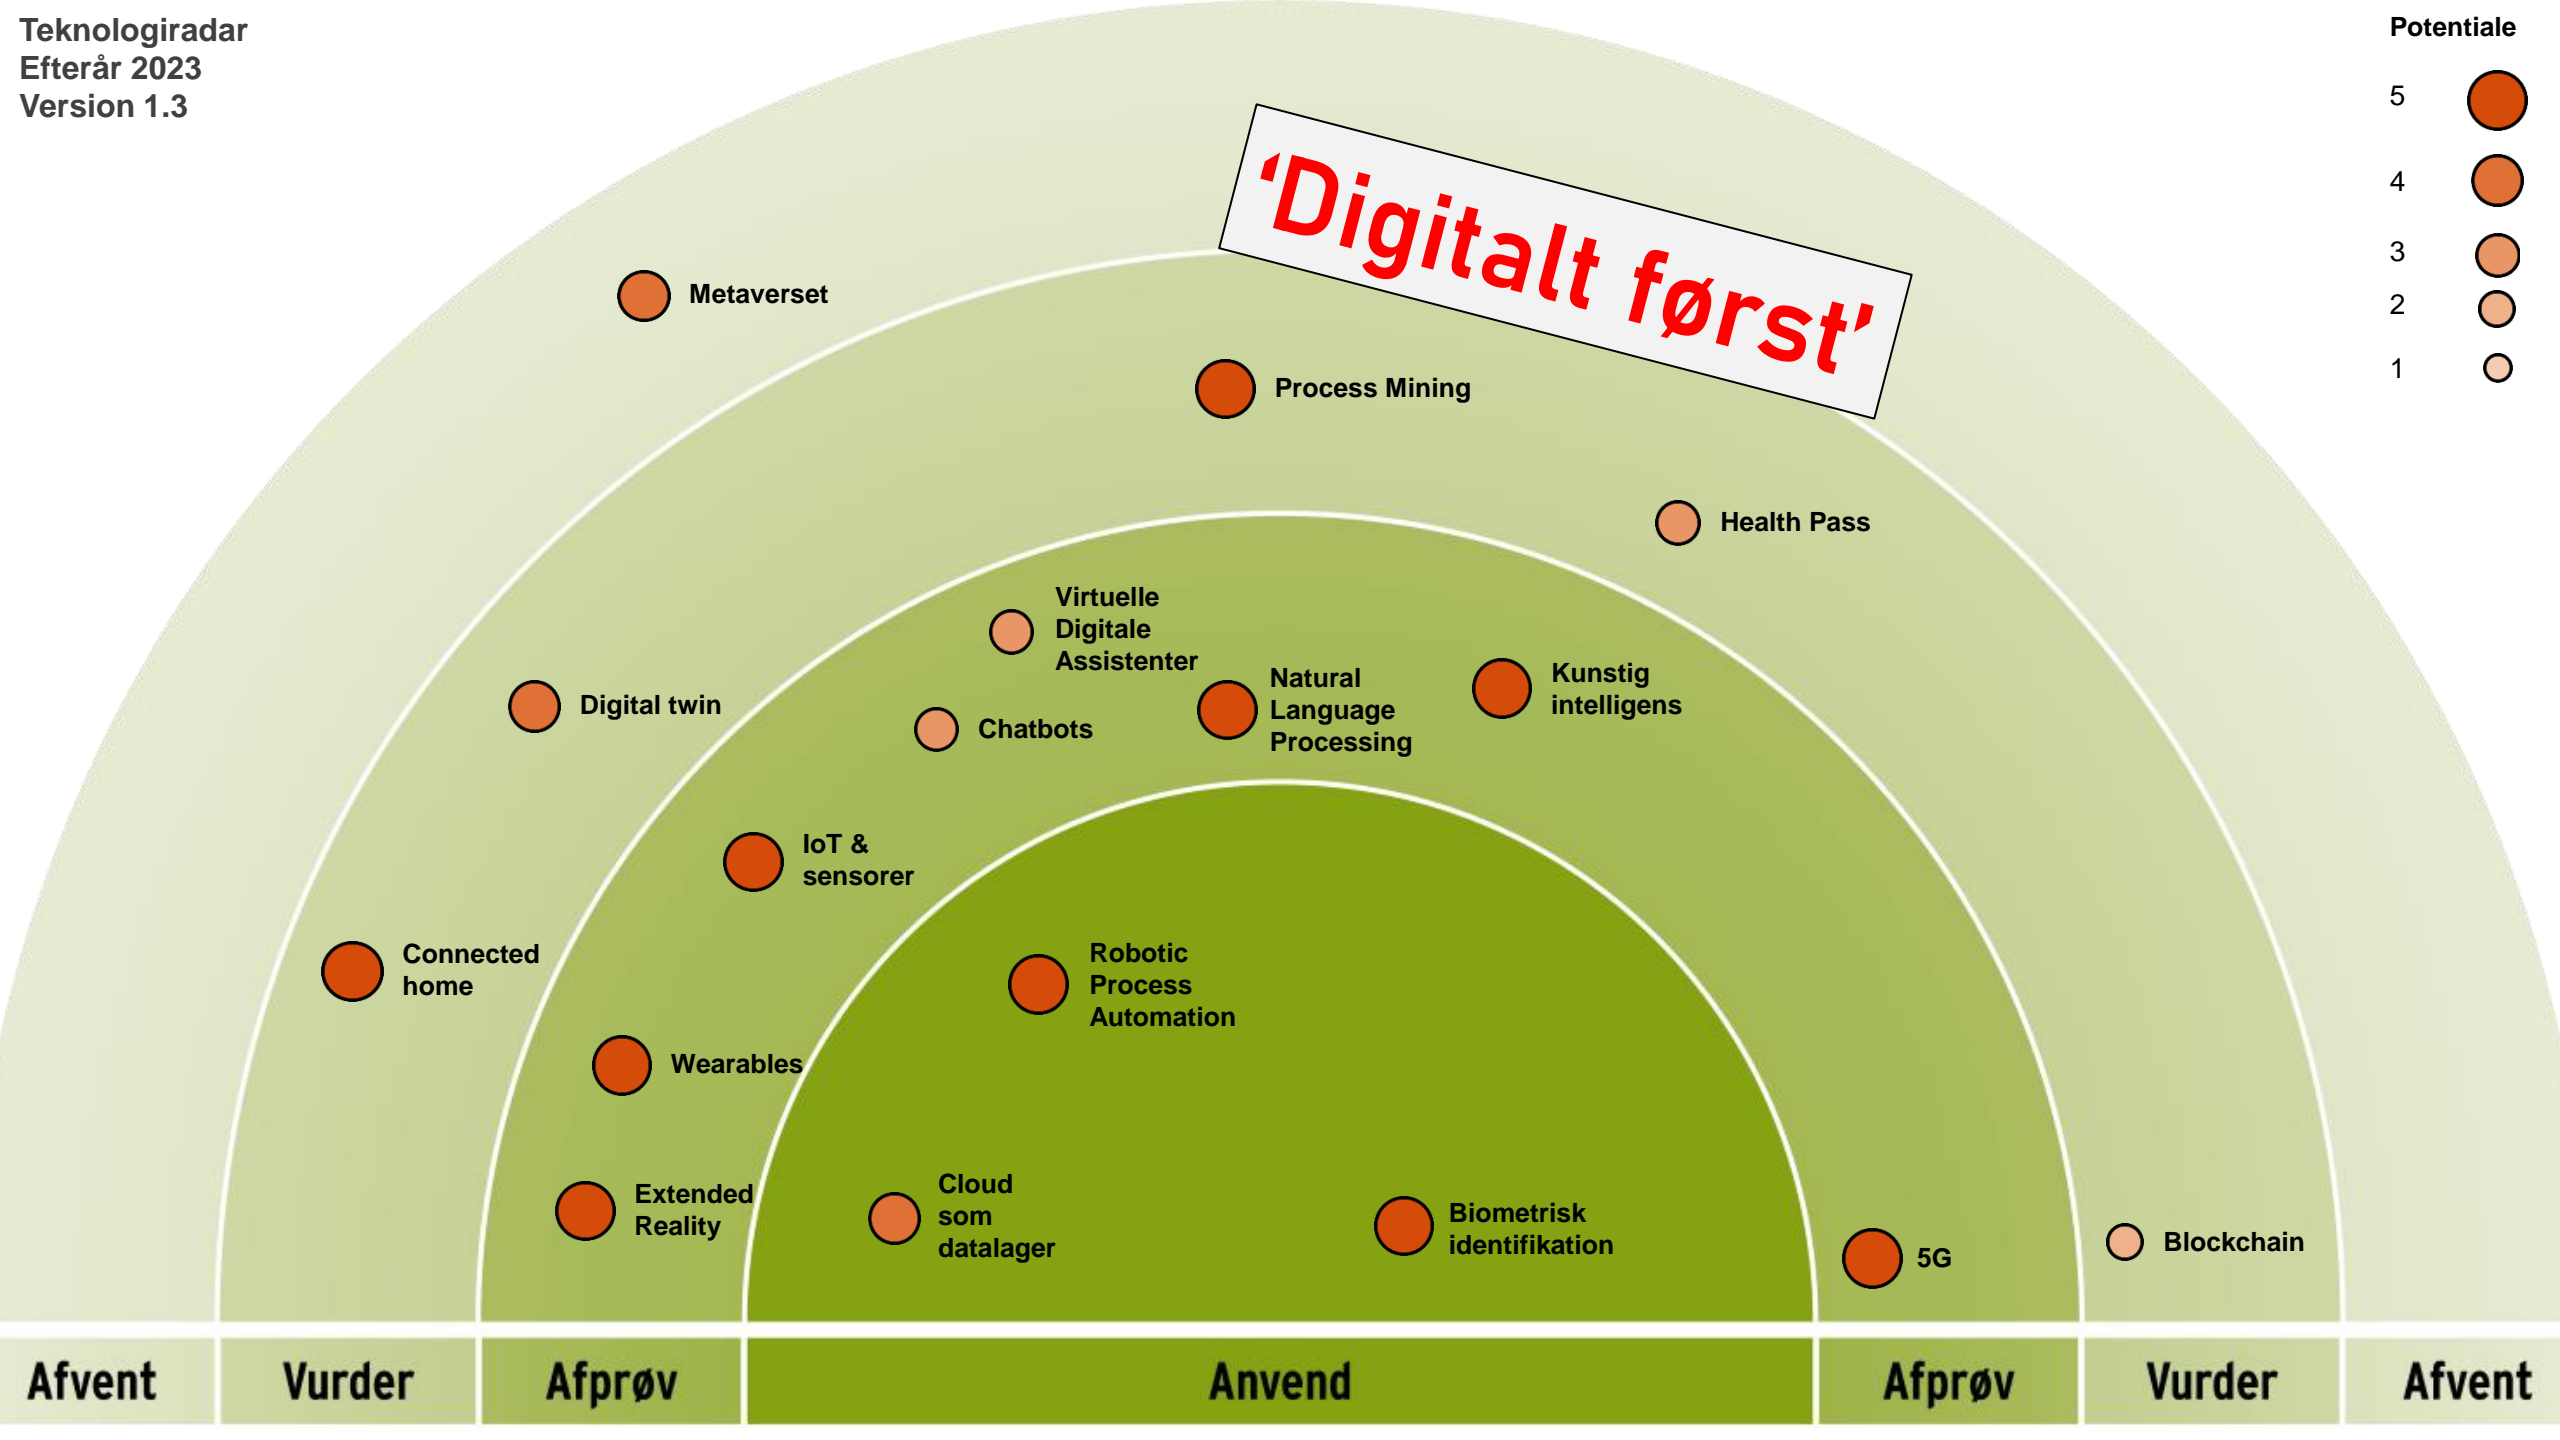 Teknologiradar
Efterår 2023
Version 1.3
Potentiale
5
4
3
2
1
‘Digitalt først’
Metaverset
Process Mining
Health Pass
Virtuelle
Digitale
Assistenter
Natural
Language
Processing
Kunstig
intelligens
Digital twin
Chatbots
IoT &
sensorer
Connected
home
Robotic
Process
Automation
Wearables
Extended
Reality
Cloud
som
datalager
Biometrisk
identifikation
5G
Blockchain
Afvent
Vurder
Afprøv
Anvend
Afprøv
Vurder
Afvent